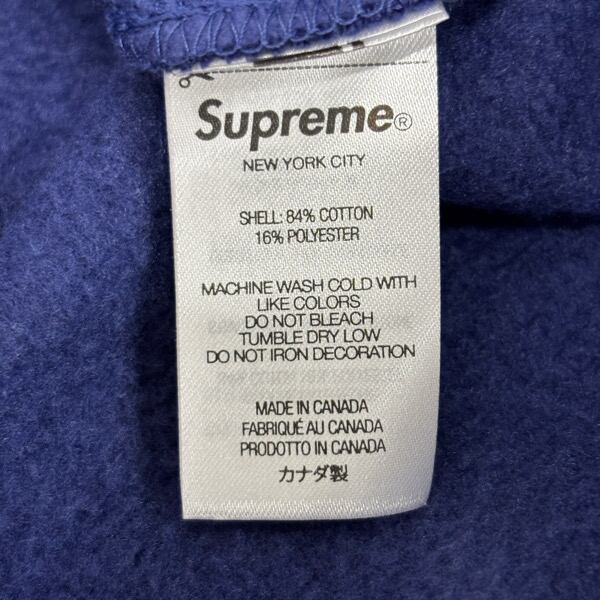 Supreme®
NEW YORK CITY
SHELL: 84% COTTON
16% POLYESTER
MACHINE WASH COLD WITH
LIKE COLORS
DO NOT BLEACH
TUMBLE DRY LOW
DO NOT IRON DECORATION
MADE IN CANADA
FABRIQUÉ AU CANADA
PRODOTTO IN CANADA
カナダ製